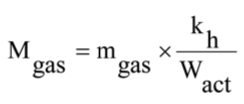 M_gas = m_gas × k_h / W_act